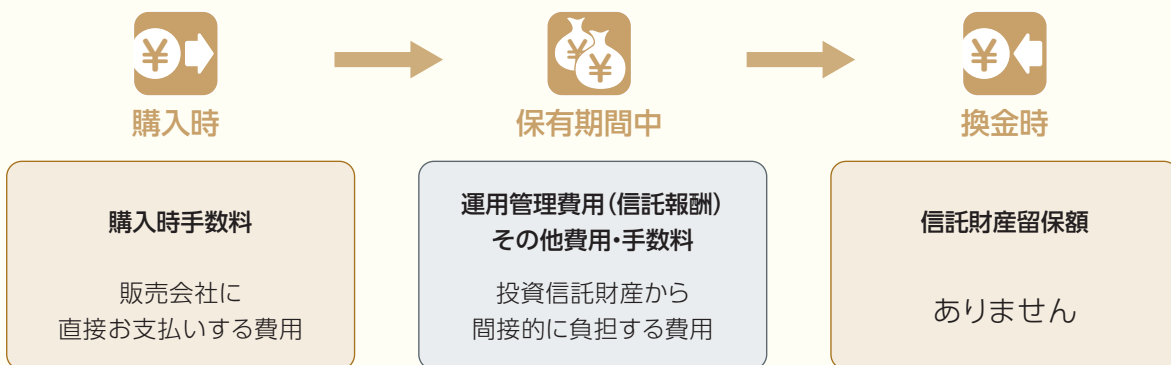 ¥
¥
¥
¥
購入時
保有期間中
換金時
購入時手数料
販売会社に
直接お支払いする費用
運用管理費用(信託報酬)
その他費用・手数料
投資信託財産から
間接的に負担する費用
信託財産留保額
ありません